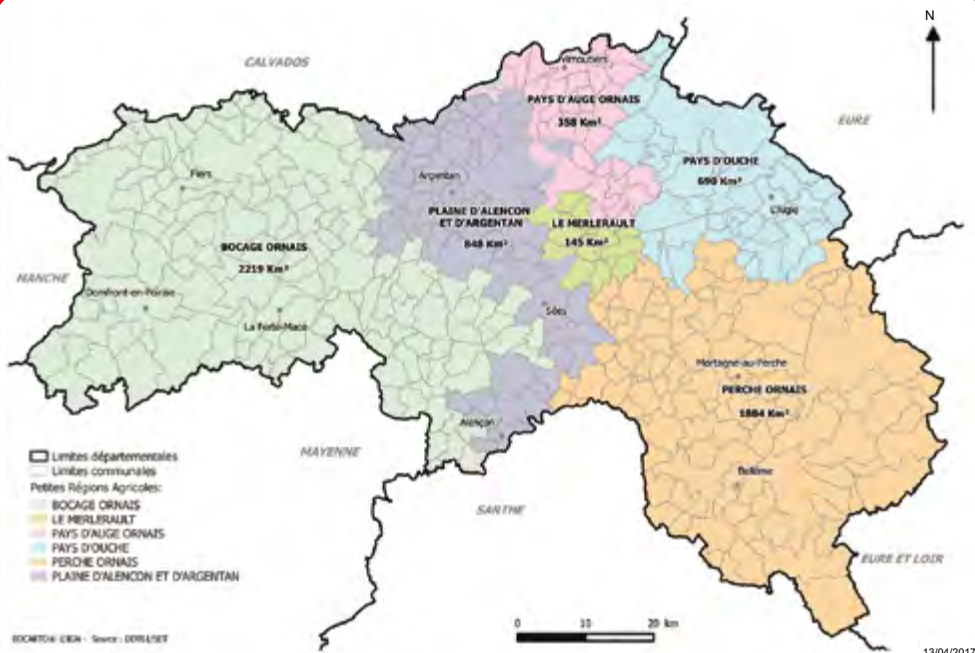 N
CALVADOS
Vimoutiers
PAYS D'AUGE ORNAIS
358 Km²
EURE
Flers
Argentan
PAYS D'OUCHE
690 Km²
L'Aigle
PLAINE D'ALENCON
ET D'ARGENTAN
848 Km²
LE MERLERAULT
145 Km²
BOCAGE ORNAIS
2219 Km²
MANCHE
Domfront-en-Poiraie
La Ferté-Macé
Sées
Mortagne-au-Perche
PERCHE ORNAIS
1884 Km²
Alençon
MAYENNE
Bellême
SARTHE
EURE ET LOIR
Limites départementales
Limites communales
Petites Régions Agricoles:
BOCAGE ORNAIS
LE MERLERAULT
PAYS D'AUGE ORNAIS
PAYS D'OUCHE
PERCHE ORNAIS
PLAINE D'ALENCON ET D'ARGENTAN
0 10 20 km
Source :
13/04/2017